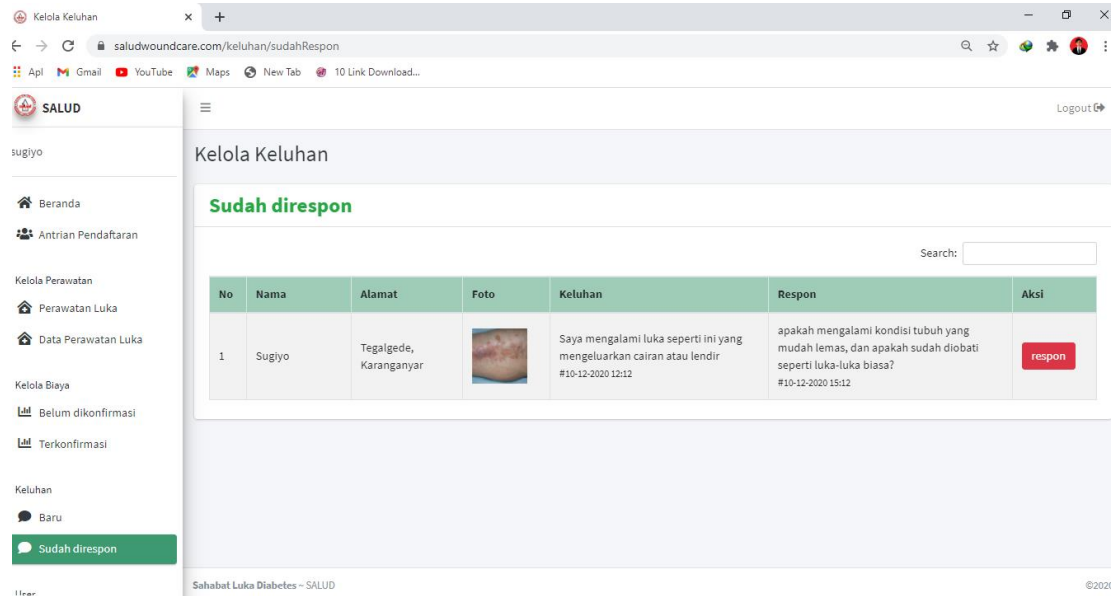 Kelola Keluhan
saludwoundcare.com/keluhan/sudahRespon
Apl Gmail YouTube Maps New Tab 10 Link Download...
SALUD
Logout
sugiyo
Kelola Keluhan
Beranda
Sudah direspon
Antrian Pendaftaran
Search:
Kelola Perawatan
Perawatan Luka
Data Perawatan Luka
No Nama Alamat Foto Keluhan Respon Aksi
1 Sugiyo
Tegalgede,
Karanganyar
Saya mengalami luka seperti ini yang
mengeluarkan cairan atau lendir
#10-12-2020 12:12
apakah mengalami kondisi tubuh yang
mudah lemas, dan apakah sudah diobati
seperti luka-luka biasa?
#10-12-2020 15:12
respon
Kelola Biaya
Belum dikonfirmasi
Terkonfirmasi
Keluhan
Baru
Sudah direspon
User
Sahabat Luka Diabetes – SALUD
©2020